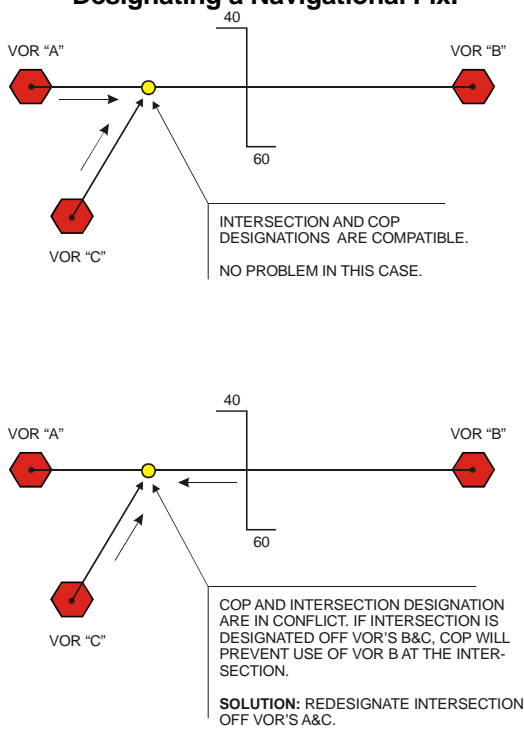 Designating a Navigational Fix.
40
VOR “A”
VOR “B”
60
VOR “C”
INTERSECTION AND COP
DESIGNATIONS ARE COMPATIBLE.
NO PROBLEM IN THIS CASE.
40
VOR “A”
VOR “B”
60
VOR “C”
COP AND INTERSECTION DESIGNATION
ARE IN CONFLICT. IF INTERSECTION IS
DESIGNATED OFF VOR'S B&C, COP WILL
PREVENT USE OF VOR B AT THE INTER-
SECTION.
SOLUTION: REDESIGNATE INTERSECTION
OFF VOR'S A&C.